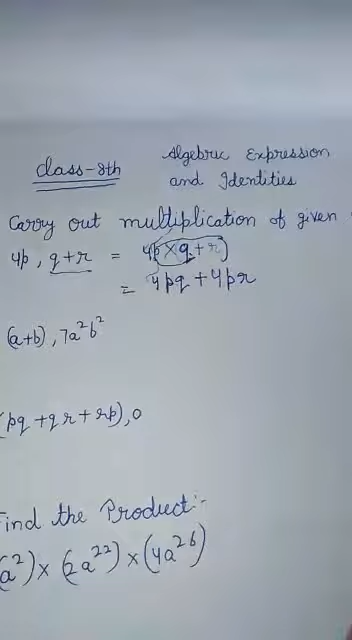 Class-8th
Algebric Expression
and Identities
Carry out multiplication of given
4p, q+r = 4p×q+r)
= 4pq+4pr
(a+b), 7a²b²
(pq+qr+rp), 0
Find the Product:-
(a²)×(2a²²)×(4a²⁶)